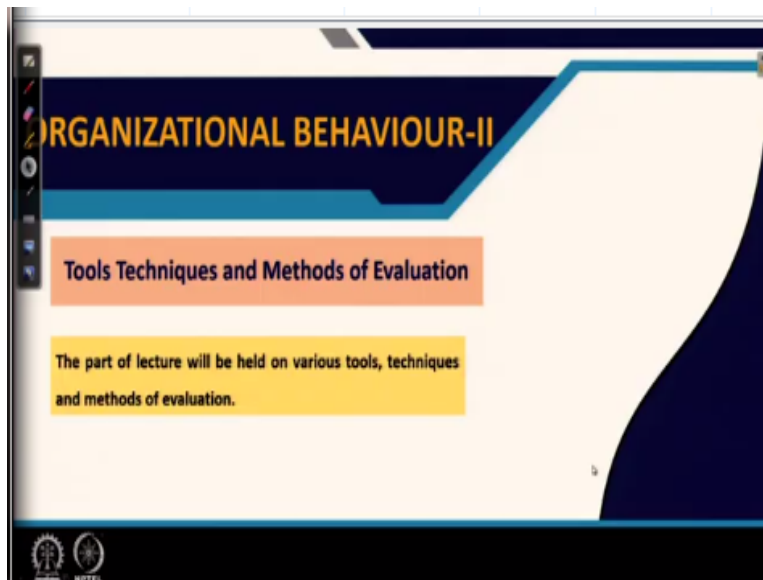 ORGANIZATIONAL BEHAVIOUR-II
Tools Techniques and Methods of Evaluation
The part of lecture will be held on various tools, techniques
and methods of evaluation.